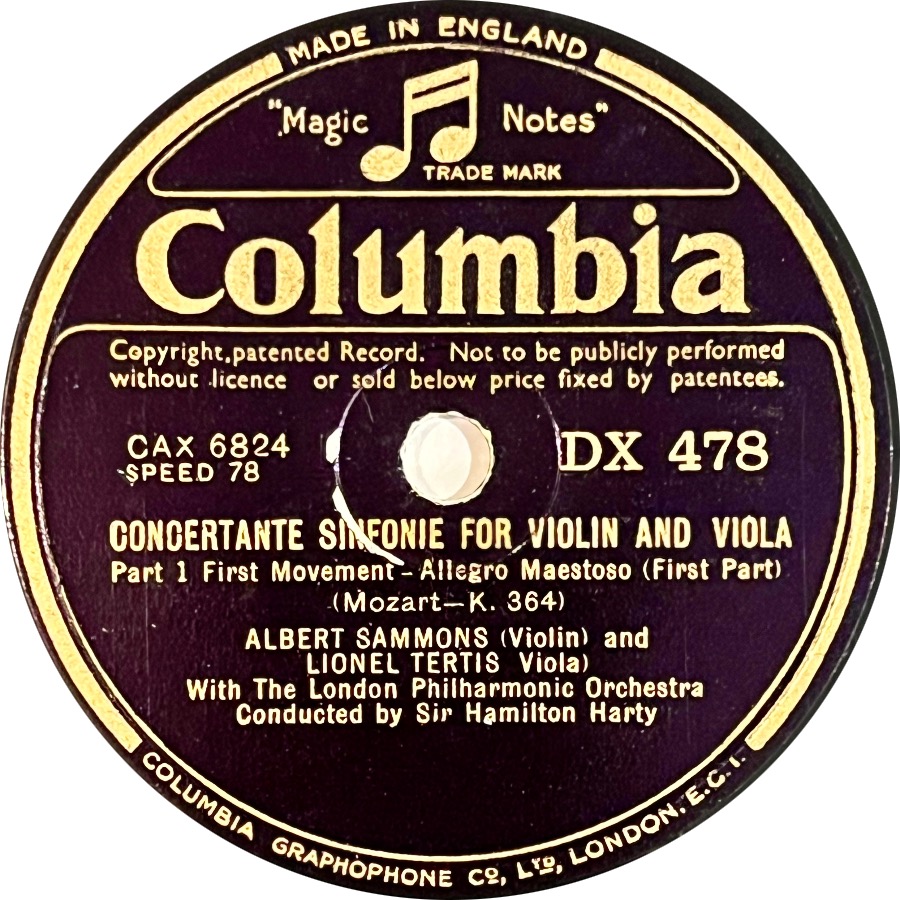 MADE IN ENGLAND
"Magic Notes"
TRADE MARK
Columbia
Copyright, patented Record. Not to be publicly performed
without licence or sold below price fixed by patentees.
CAX 6824
SPEED 78
DX 478
CONCERTANTE SINFONIE FOR VIOLIN AND VIOLA
Part 1 First Movement - Allegro Maestoso (First Part)
(Mozart—K. 364)
ALBERT SAMMONS (Violin) and
LIONEL TERTIS Viola)
With The London Philharmonic Orchestra
Conducted by Sir Hamilton Harty
COLUMBIA GRAPHOPHONE Co, LTD, LONDON. E.C.1.